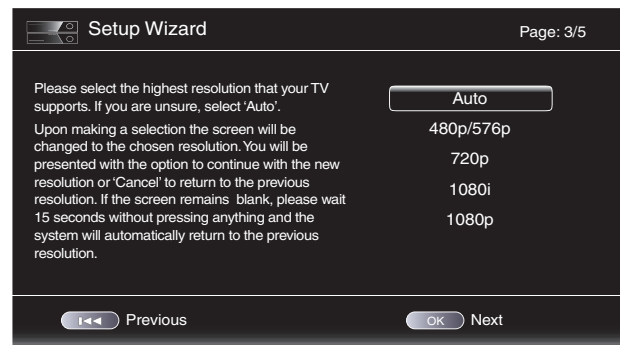 Setup Wizard
Page: 3/5
Please select the highest resolution that your TV
supports. If you are unsure, select ‘Auto’.
Upon making a selection the screen will be
changed to the chosen resolution. You will be
presented with the option to continue with the new
resolution or ‘Cancel’ to return to the previous
resolution. If the screen remains blank, please wait
15 seconds without pressing anything and the
system will automatically return to the previous
resolution.
Auto
480p/576p
720p
1080i
1080p
Previous
OK Next